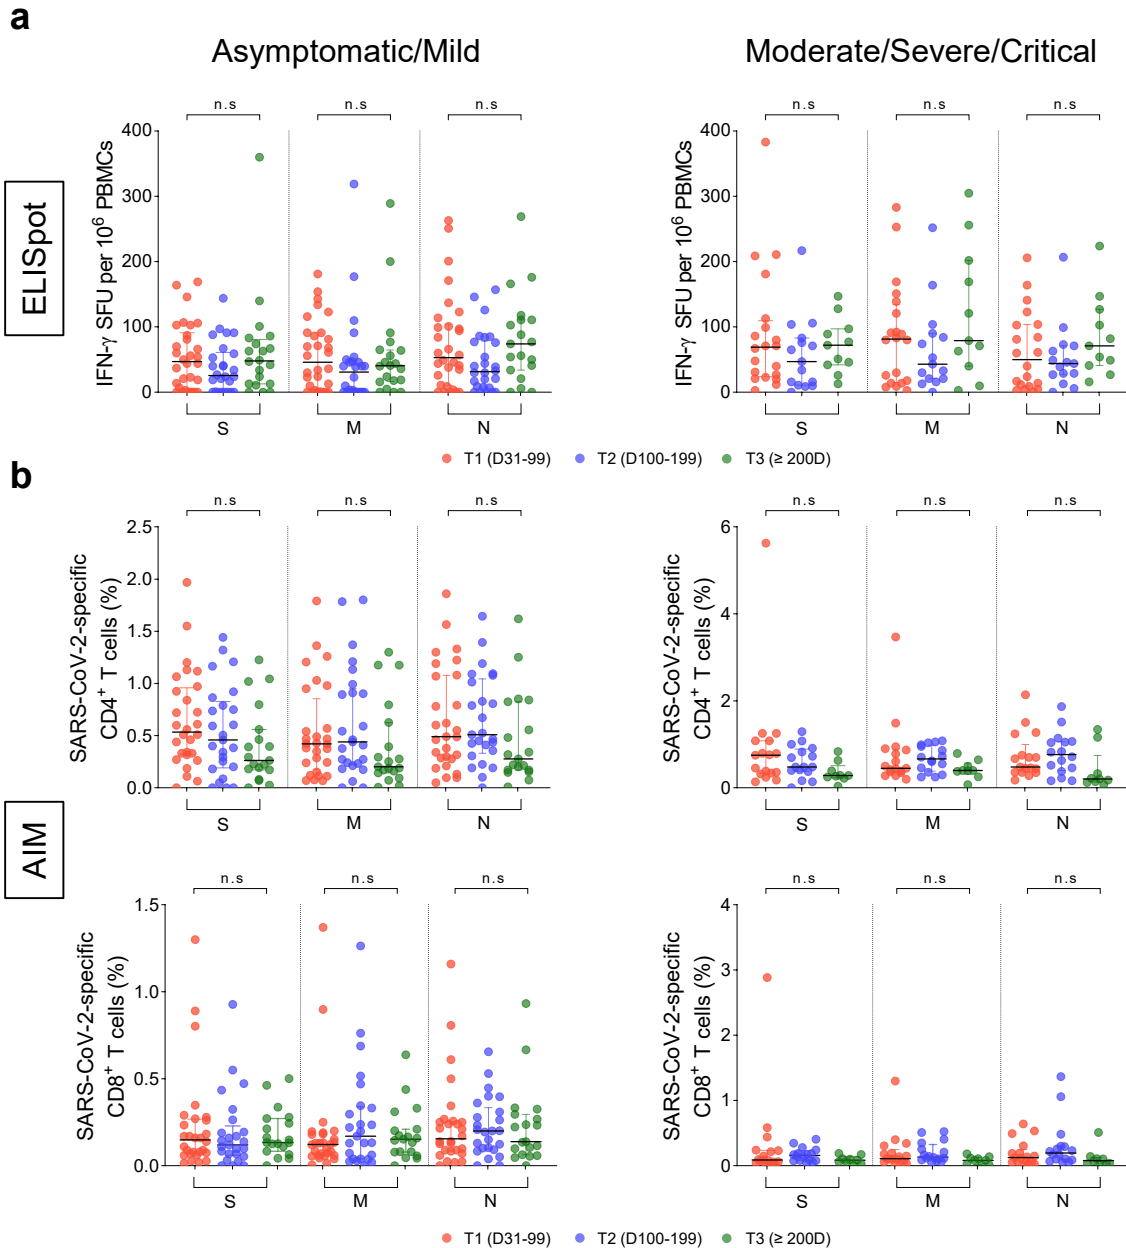 a
Asymptomatic/Mild
Moderate/Severe/Critical
ELISpot
n.s
n.s
n.s
IFN-γ SFU per 10⁶ PBMCs
400
300
200
100
0
S
M
N
n.s
n.s
n.s
IFN-γ SFU per 10⁶ PBMCs
400
300
200
100
0
S
M
N
T1 (D31-99)
T2 (D100-199)
T3 (≥ 200D)
b
AIM
n.s
n.s
n.s
SARS-CoV-2-specific
CD4⁺ T cells (%)
2.5
2.0
1.5
1.0
0.5
0.0
S
M
N
n.s
n.s
n.s
SARS-CoV-2-specific
CD4⁺ T cells (%)
6
4
2
0
S
M
N
n.s
n.s
n.s
SARS-CoV-2-specific
CD8⁺ T cells (%)
1.5
1.0
0.5
0.0
S
M
N
n.s
n.s
n.s
SARS-CoV-2-specific
CD8⁺ T cells (%)
4
3
2
1
0
S
M
N
T1 (D31-99)
T2 (D100-199)
T3 (≥ 200D)